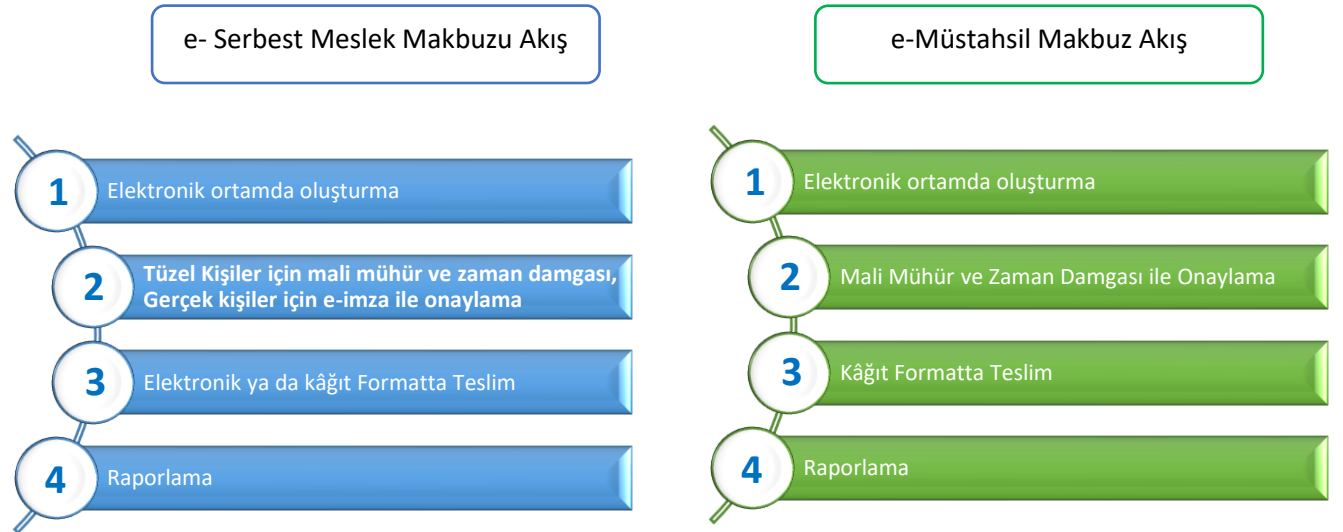 e- Serbest Meslek Makbuzu Akış
1
Elektronik ortamda oluşturma
2
Tüzel Kişiler için mali mühür ve zaman damgası,
Gerçek kişiler için e-imza ile onaylama
3
Elektronik ya da kâğıt Formatta Teslim
4
Raporlama
e-Müstahsil Makbuz Akış
1
Elektronik ortamda oluşturma
2
Mali Mühür ve Zaman Damgası ile Onaylama
3
Kâğıt Formatta Teslim
4
Raporlama